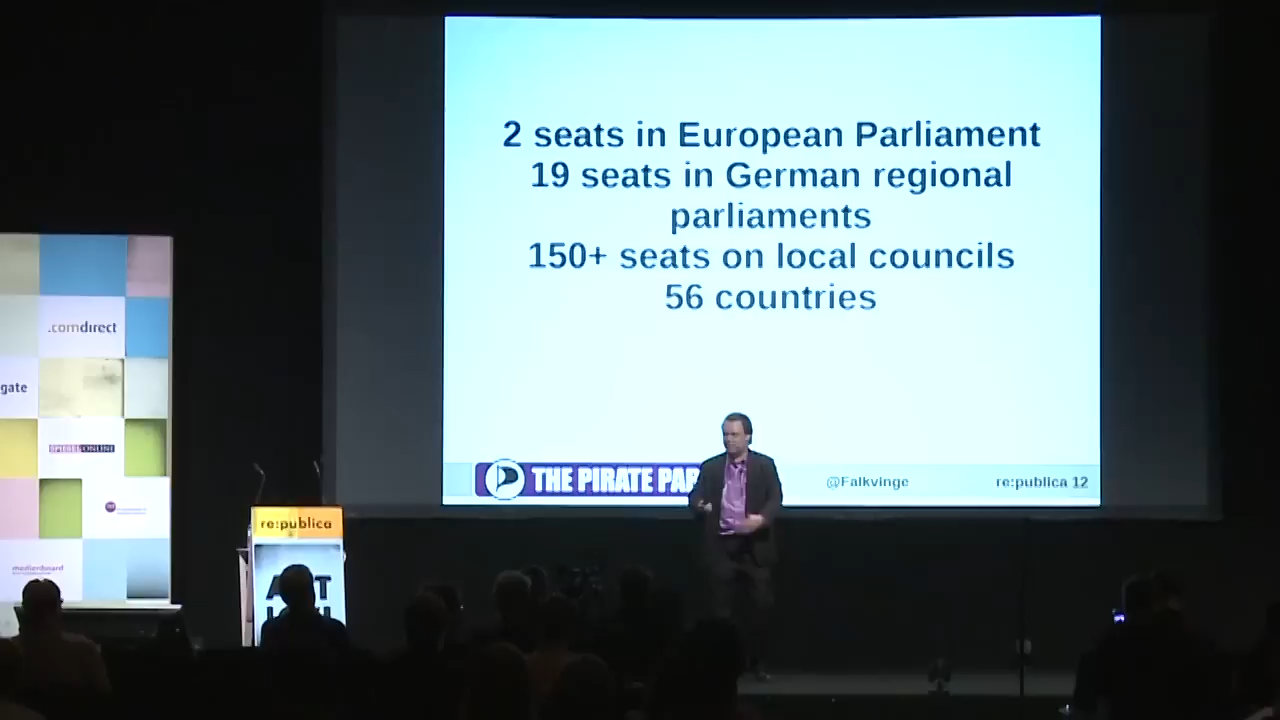 2 seats in European Parliament
19 seats in German regional
parliaments
150+ seats on local councils
56 countries
THE PIRATE PAR
@Falkvinge
re:publica 12
.comdirect
gate
SPIEGEL ONLINE
medienboard
re:publica